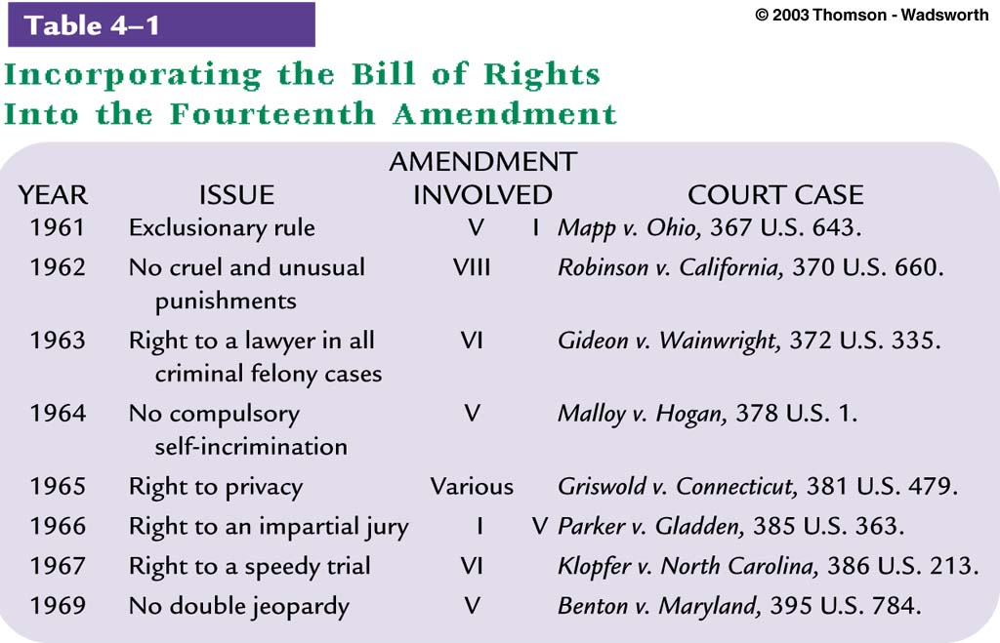 Table 4–1
© 2003 Thomson - Wadsworth
Incorporating the Bill of Rights
Into the Fourteenth Amendment
AMENDMENT
YEAR ISSUE INVOLVED COURT CASE
1961 Exclusionary rule V I Mapp v. Ohio, 367 U.S. 643.
1962 No cruel and unusual VIII Robinson v. California, 370 U.S. 660.
punishments
1963 Right to a lawyer in all VI Gideon v. Wainwright, 372 U.S. 335.
criminal felony cases
1964 No compulsory V Malloy v. Hogan, 378 U.S. 1.
self-incrimination
1965 Right to privacy Various Griswold v. Connecticut, 381 U.S. 479.
1966 Right to an impartial jury I V Parker v. Gladden, 385 U.S. 363.
1967 Right to a speedy trial VI Klopfer v. North Carolina, 386 U.S. 213.
1969 No double jeopardy V Benton v. Maryland, 395 U.S. 784.